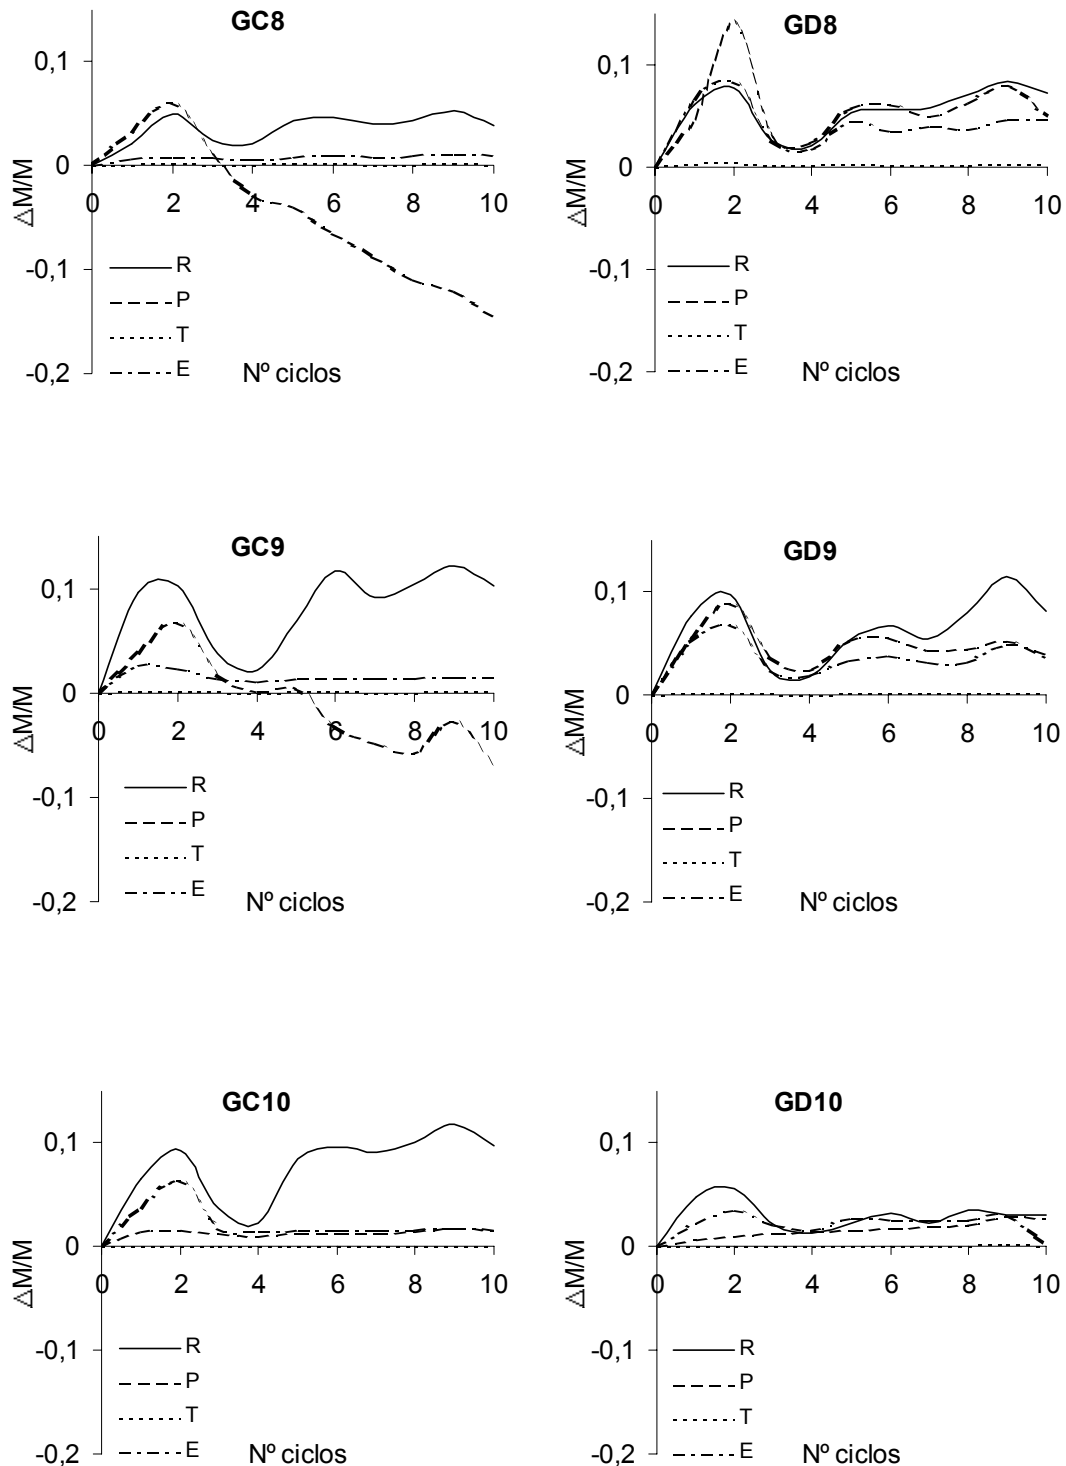 GC8
0,1
0
-0,1
-0,2
ΔM/M
0 2 4 6 8 10
R
P
T
E
Nº ciclos
GD8
0,1
0
-0,1
-0,2
ΔM/M
0 2 4 6 8 10
R
P
T
E
Nº ciclos
GC9
0,1
0
-0,1
-0,2
ΔM/M
0 2 4 6 8 10
R
P
T
E
Nº ciclos
GD9
0,1
0
-0,1
-0,2
ΔM/M
0 2 4 6 8 10
R
P
T
E
Nº ciclos
GC10
0,1
0
-0,1
-0,2
ΔM/M
0 2 4 6 8 10
R
P
T
E
Nº ciclos
GD10
0,1
0
-0,1
-0,2
ΔM/M
0 2 4 6 8 10
R
P
T
E
Nº ciclos